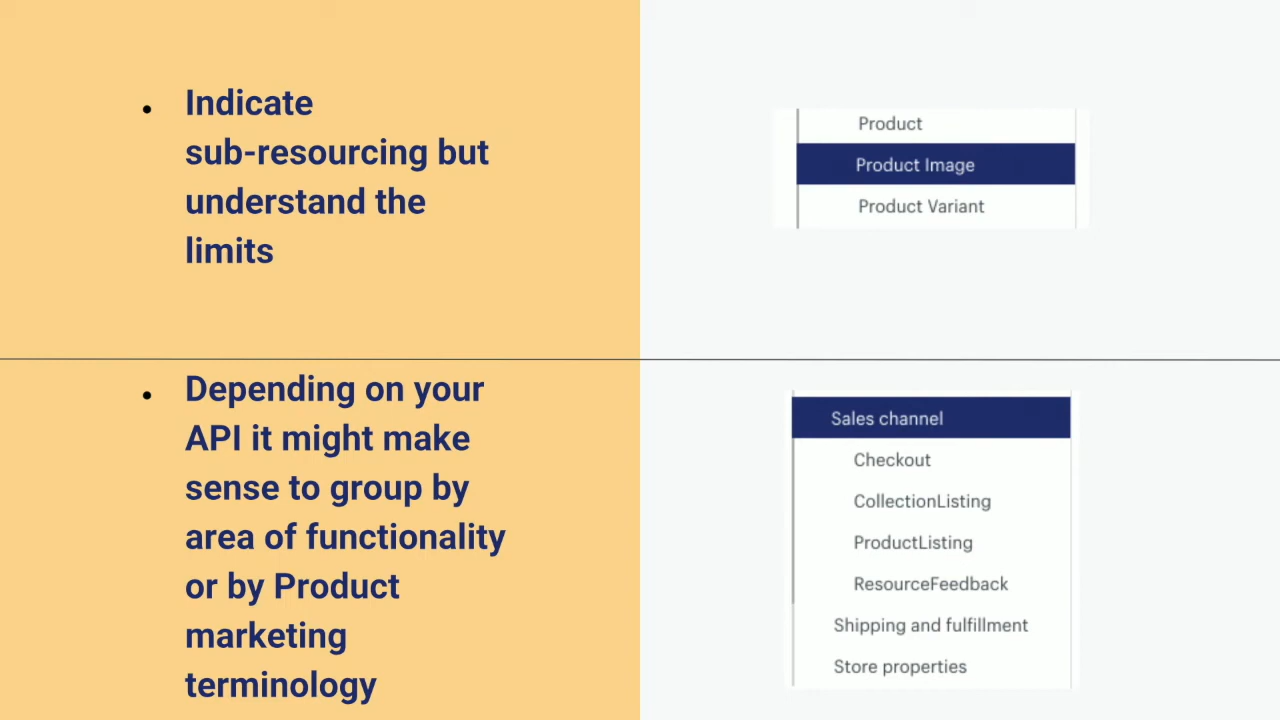 • Indicate
sub-resourcing but
understand the
limits
Product
Product Image
Product Variant
• Depending on your
API it might make
sense to group by
area of functionality
or by Product
marketing
terminology
Sales channel
Checkout
CollectionListing
ProductListing
ResourceFeedback
Shipping and fulfillment
Store properties